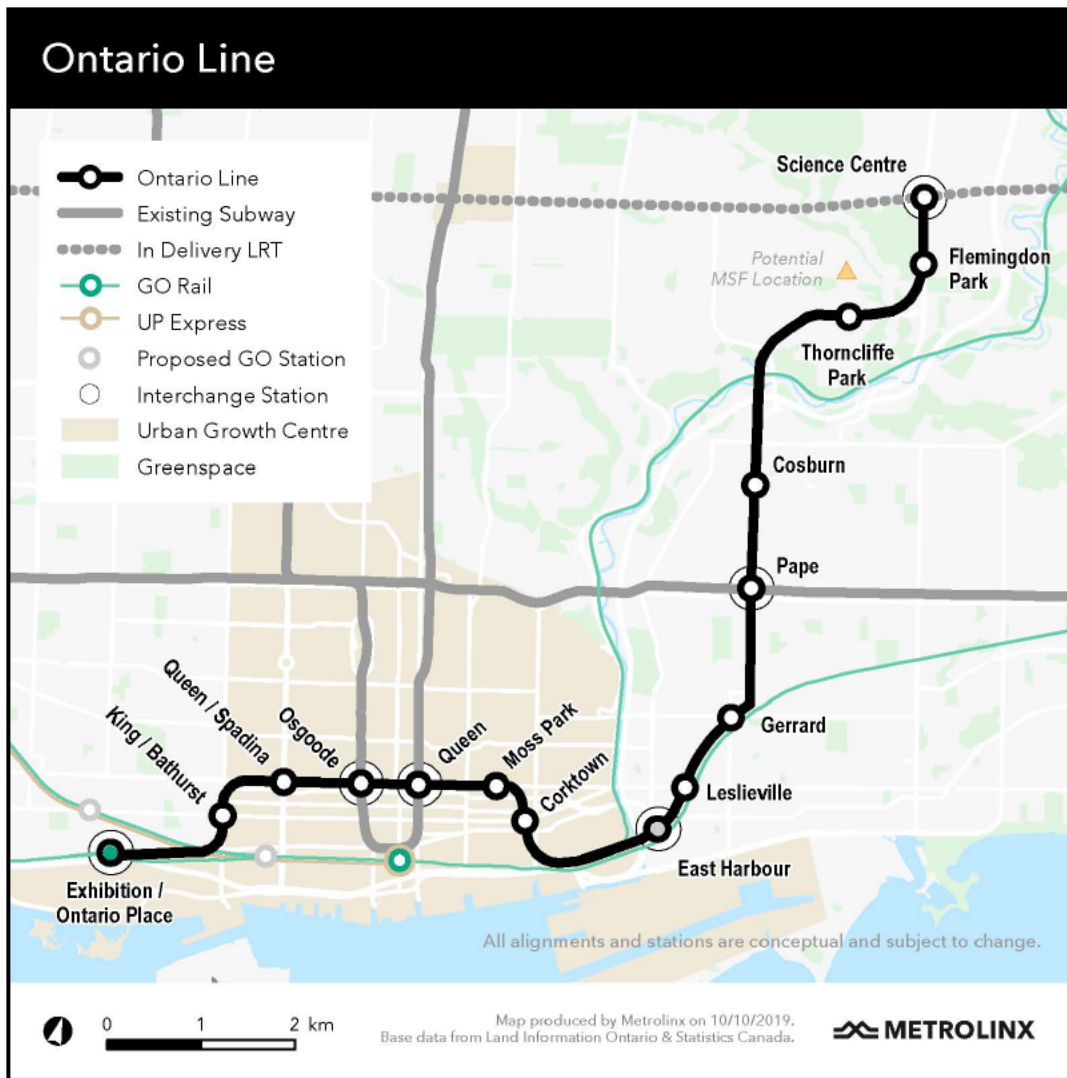 Ontario Line
Ontario Line
Existing Subway
In Delivery LRT
GO Rail
UP Express
Proposed GO Station
Interchange Station
Urban Growth Centre
Greenspace
Science Centre
Potential
MSF Location
Flemingdon
Park
Thorncliffe
Park
Cosburn
Pape
Gerrard
Leslieville
East Harbour
Corktown
Moss Park
Queen
Osgoode
Queen / Spadina
King / Bathurst
Exhibition /
Ontario Place
All alignments and stations are conceptual and subject to change.
0 1 2 km
Map produced by Metrolinx on 10/10/2019.
Base data from Land Information Ontario & Statistics Canada.
METROLINX